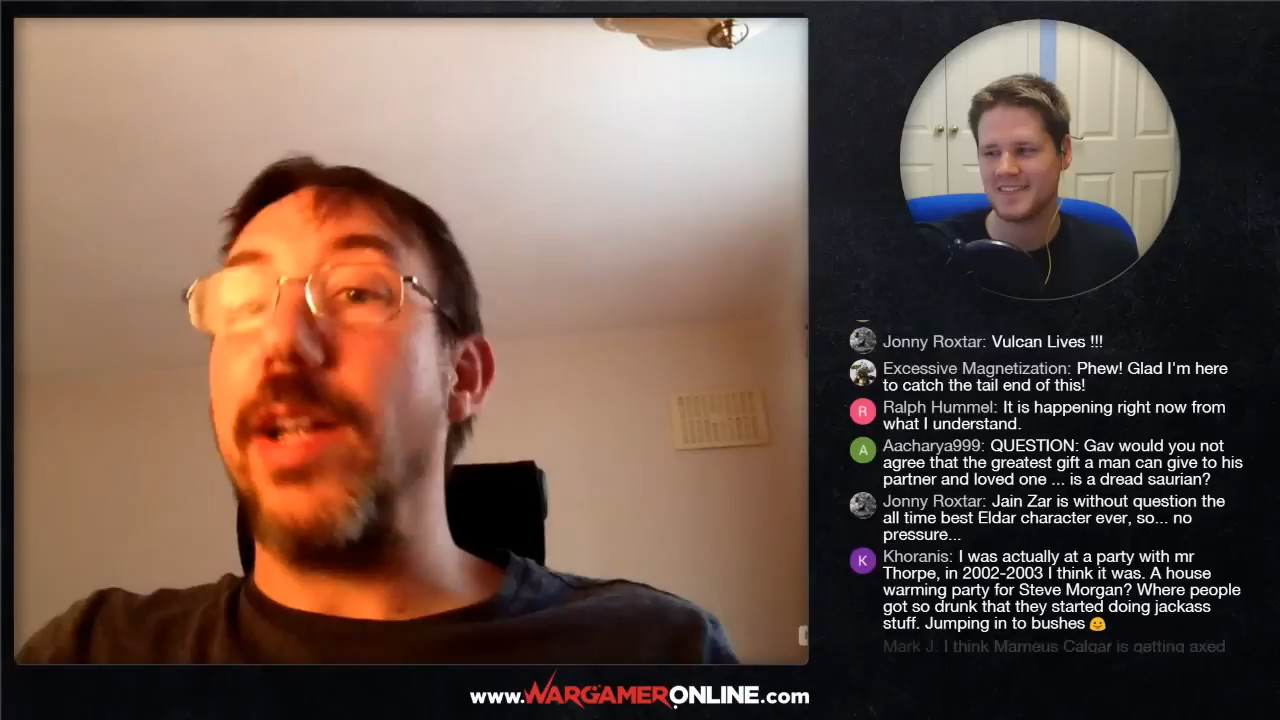 Jonny Roxtar: Vulcan Lives !!!
Excessive Magnetization: Phew! Glad I'm here
to catch the tail end of this!
R Ralph Hummel: It is happening right now from
what I understand.
A Aacharya999: QUESTION: Gav would you not
agree that the greatest gift a man can give to his
partner and loved one ... is a dread saurian?
Jonny Roxtar: Jain Zar is without question the
all time best Eldar character ever, so... no
pressure...
K Khoranis: I was actually at a party with mr
Thorpe, in 2002-2003 I think it was. A house
warming party for Steve Morgan? Where people
got so drunk that they started doing jackass
stuff. Jumping in to bushes 🤗
Mark J. I think Marneus Calgar is getting axed
www.WARGAMERONLINE.com